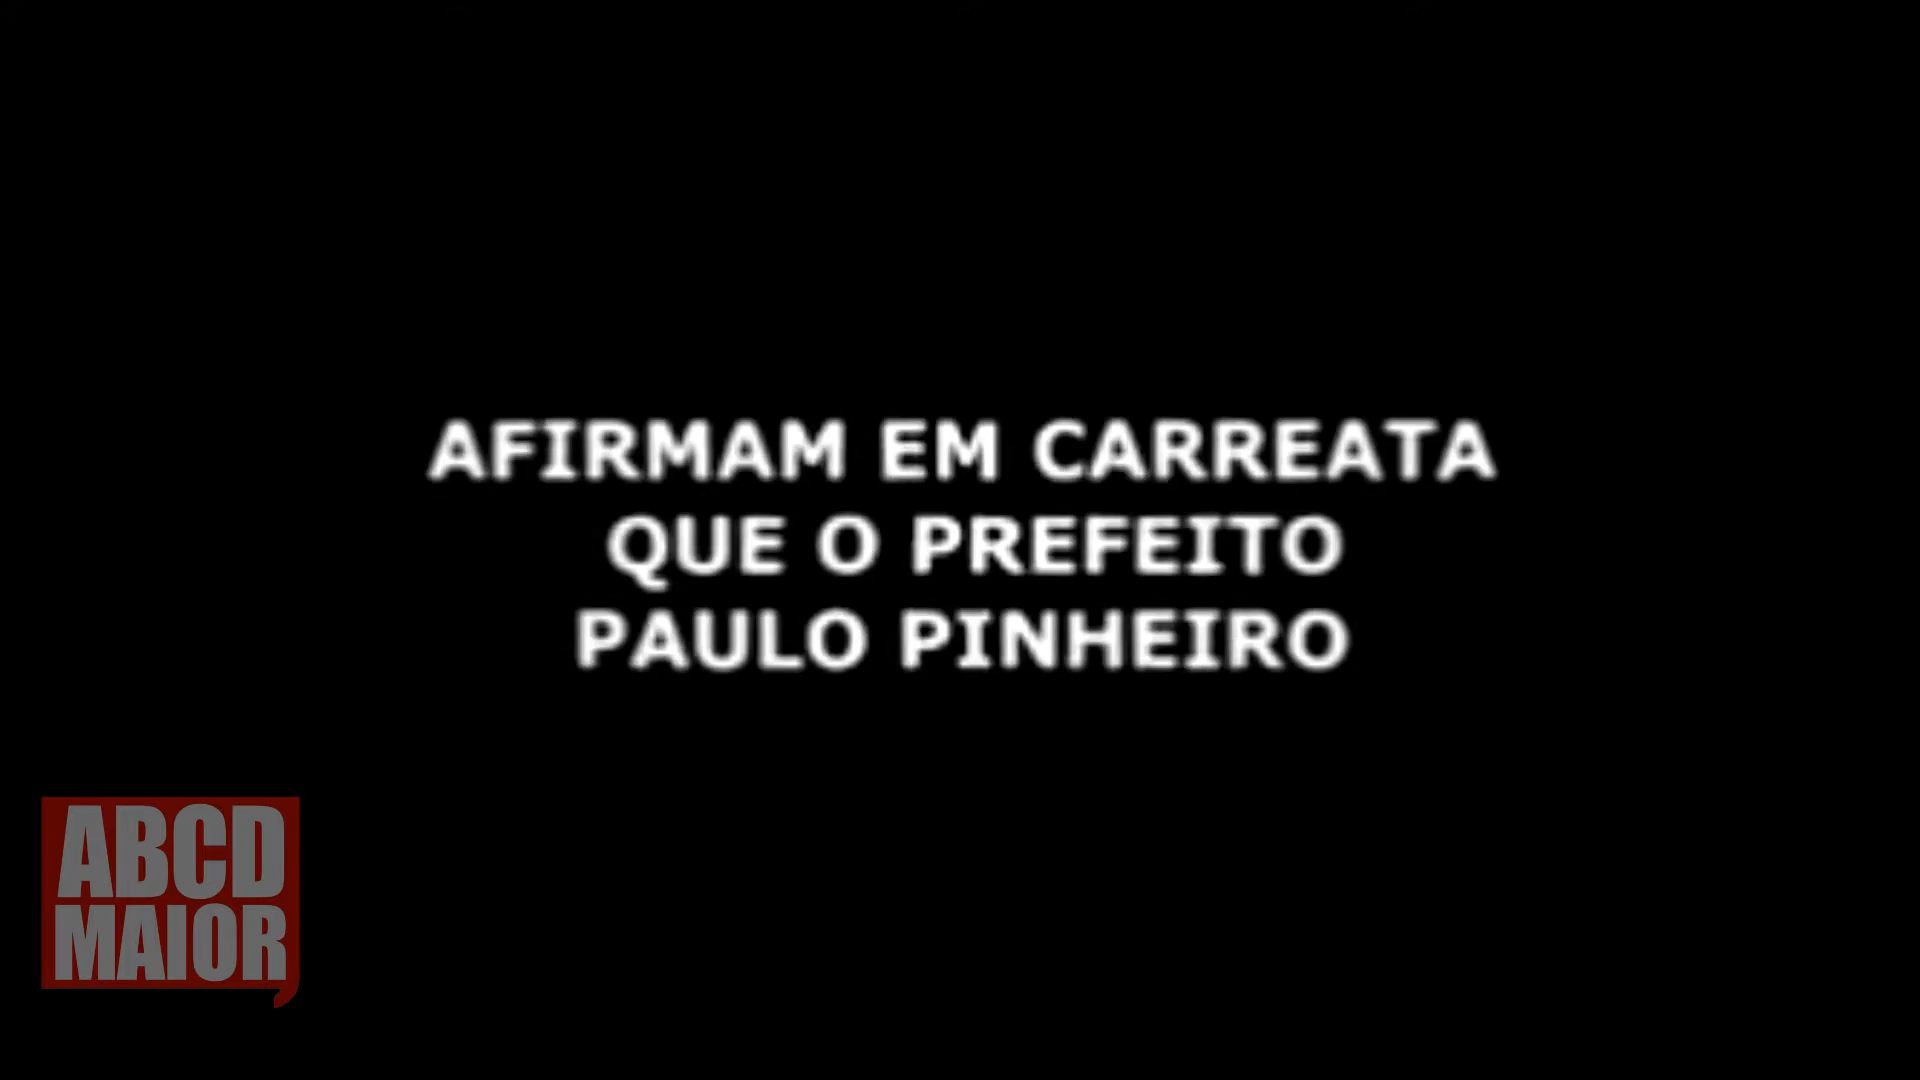 AFIRMAM EM CARREATA
QUE O PREFEITO
PAULO PINHEIRO
ABCD
MAIOR